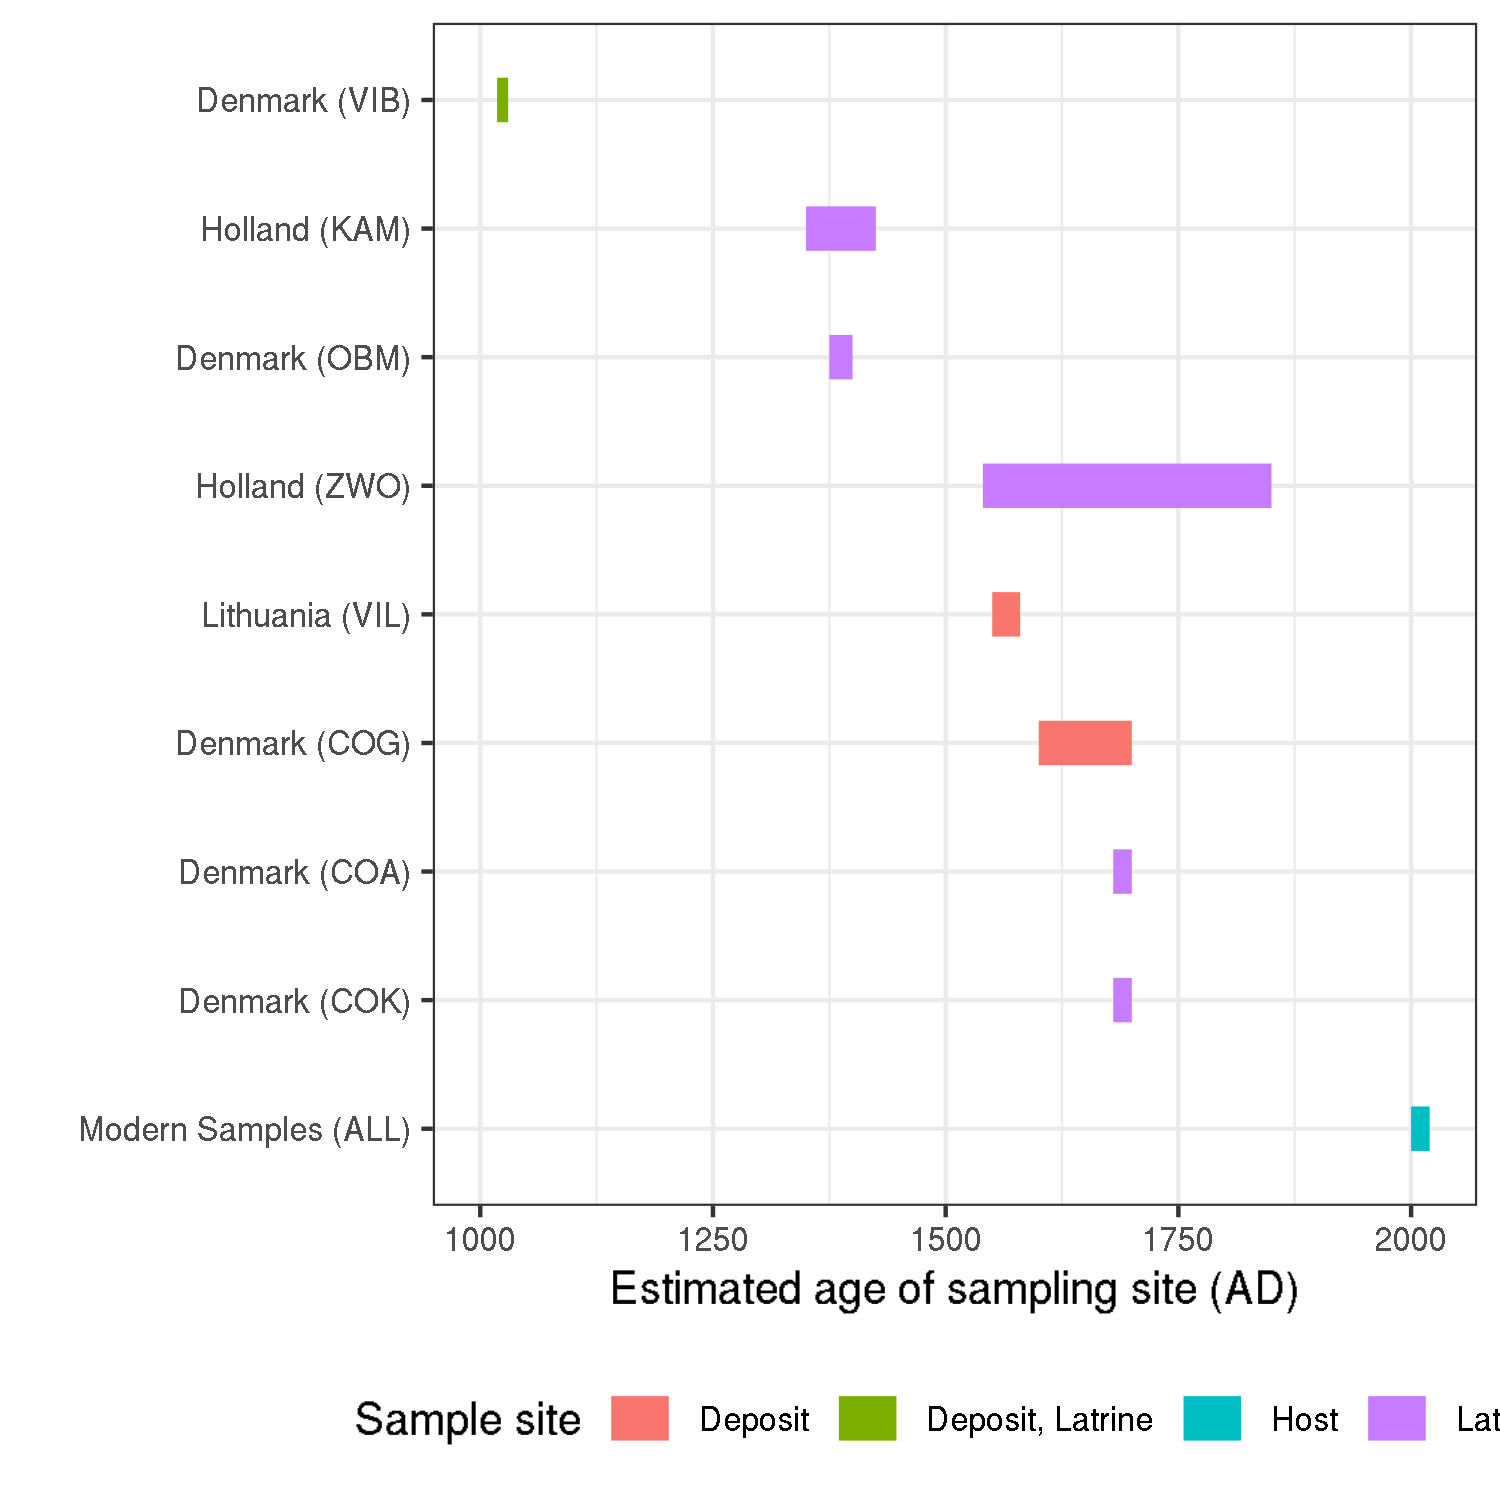 Denmark (VIB)
Holland (KAM)
Denmark (OBM)
Holland (ZWO)
Lithuania (VIL)
Denmark (COG)
Denmark (COA)
Denmark (COK)
Modern Samples (ALL)
1000 1250 1500 1750 2000
Estimated age of sampling site (AD)
Sample site Deposit Deposit, Latrine Host Lat